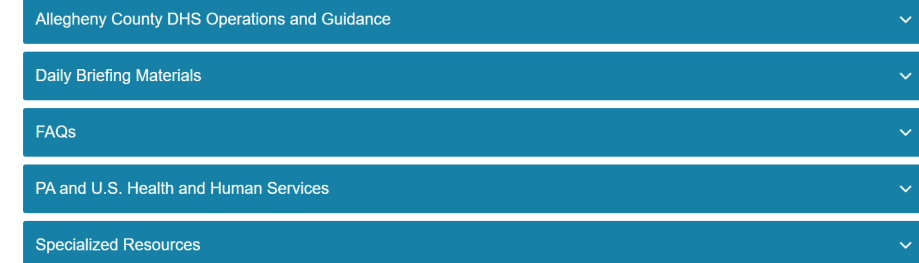 Allegheny County DHS Operations and Guidance
Daily Briefing Materials
FAQs
PA and U.S. Health and Human Services
Specialized Resources